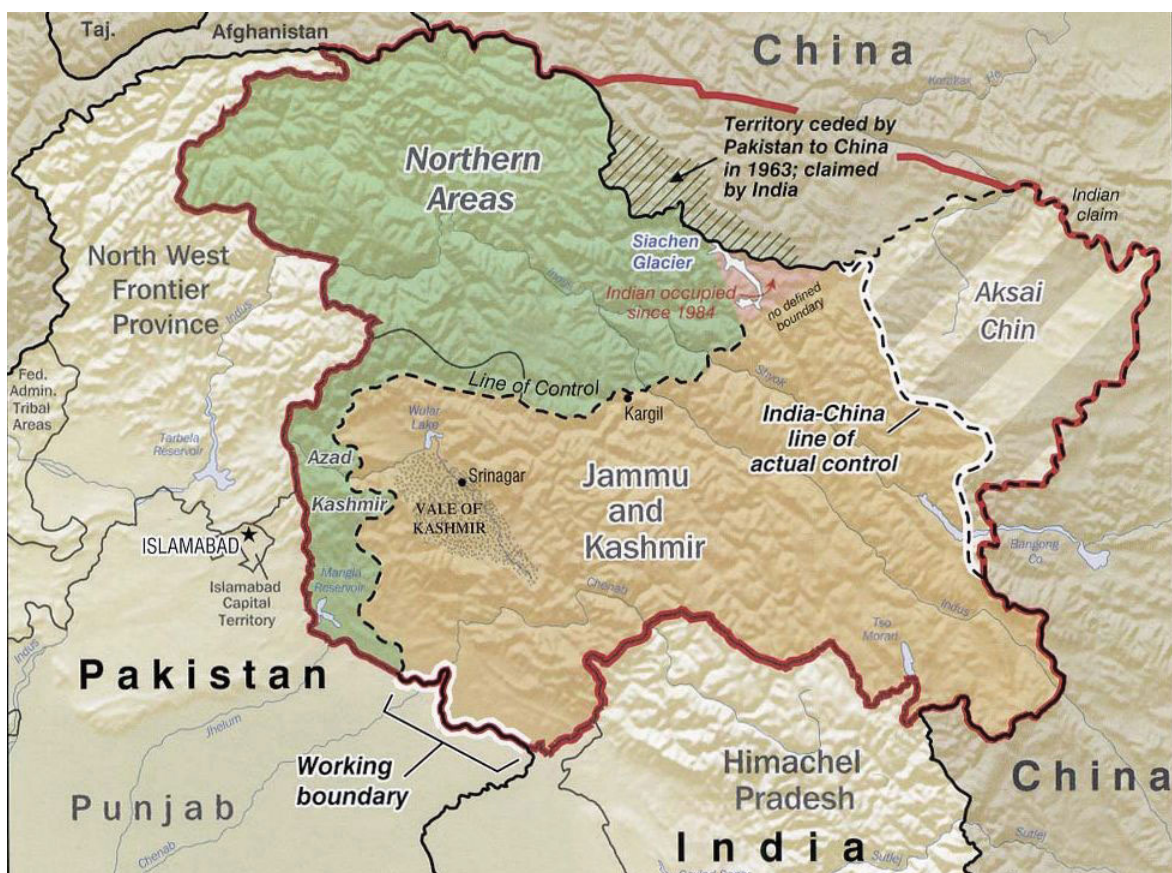 Taj.
Afghanistan
China
Karakax He
Territory ceded by
Pakistan to China
in 1963; claimed
by India
Indian
claim
Northern
Areas
North West
Frontier
Province
Indus
Indus
Siachen
Glacier
Indian occupied
since 1984
no defined
boundary
Aksai
Chin
Fed.
Admin.
Tribal
Areas
Tarbela
Reservoir
Line of Control
Kargil
Shyok
India-China
line of
actual control
Wular
Lake
Azad
Kashmir
Srinagar
VALE OF
KASHMIR
Jammu
and
Kashmir
ISLAMABAD
Islamabad
Capital
Territory
Mangla
Reservoir
Chenab
Indus
Bangong
Co
Tso
Morari
Indus
Pakistan
Jhelum
Working
boundary
Punjab
Chenab
Himachel
Pradesh
India
China
Sutlej
Sutlej